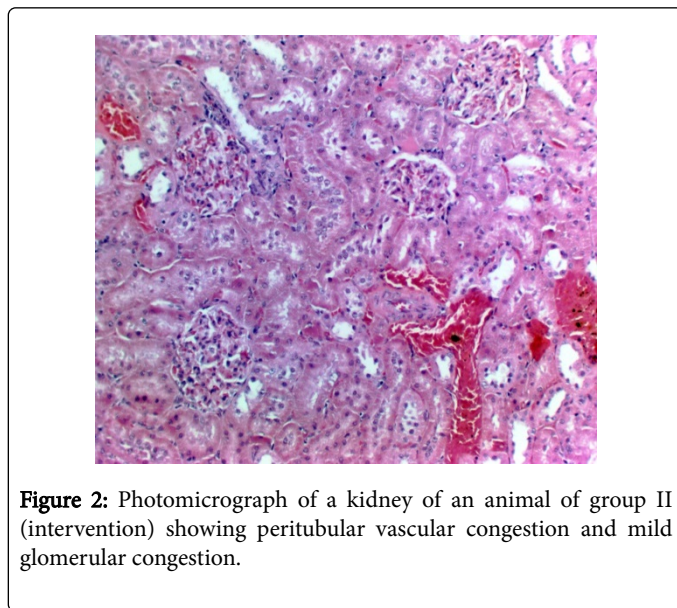 Figure 2: Photomicrograph of a kidney of an animal of group II
(intervention) showing peritubular vascular congestion and mild
glomerular congestion.